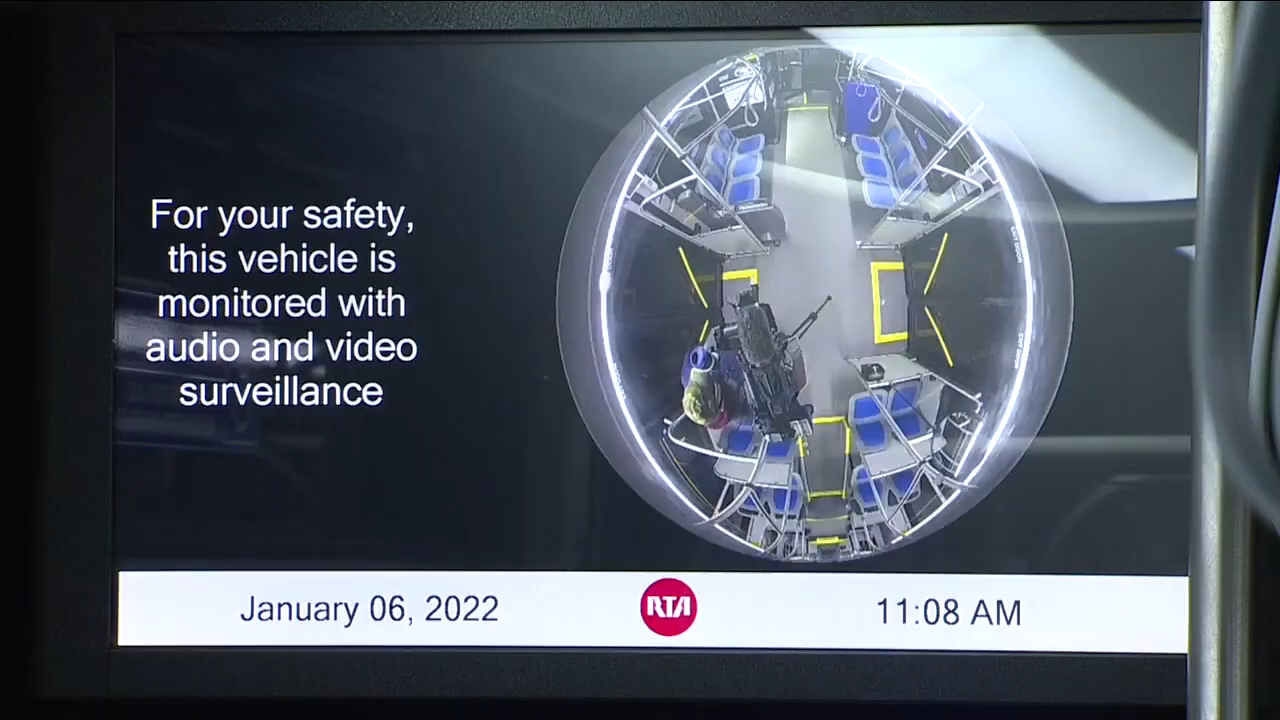 For your safety,
this vehicle is
monitored with
audio and video
surveillance
January 06, 2022
RTA
11:08 AM